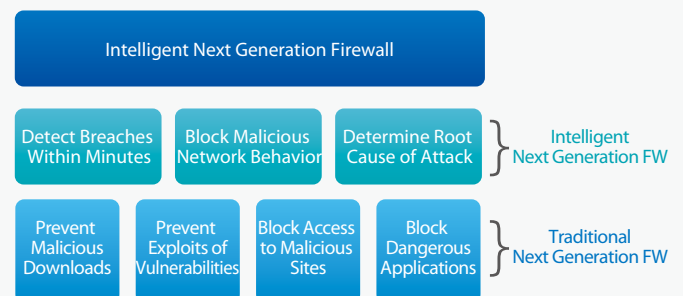 Intelligent Next Generation Firewall
Detect Breaches
Within Minutes
Block Malicious
Network Behavior
Determine Root
Cause of Attack
Intelligent
Next Generation FW
Prevent
Malicious
Downloads
Prevent
Exploits of
Vulnerabilities
Block Access
to Malicious
Sites
Block
Dangerous
Applications
Traditional
Next Generation FW